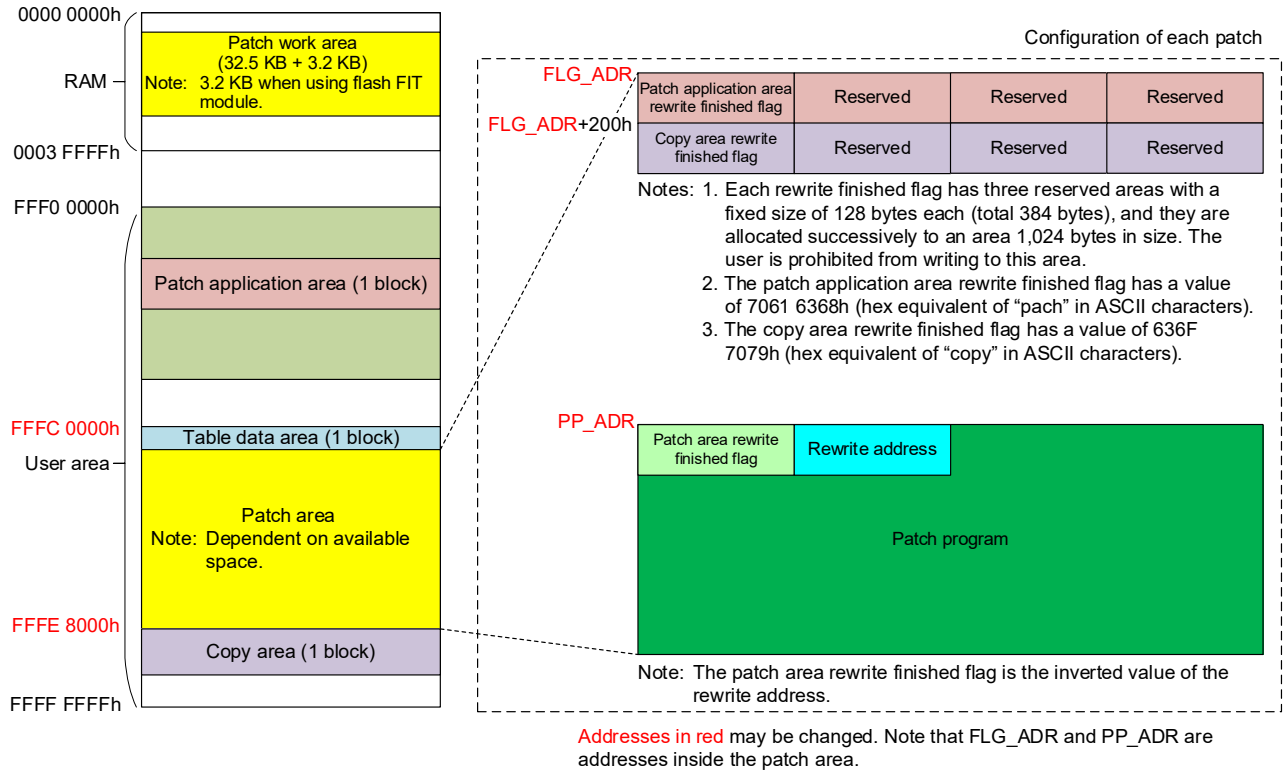 0000 0000h
Patch work area
(32.5 KB + 3.2 KB)
Note: 3.2 KB when using flash FIT
module.
RAM
0003 FFFFh
FFF0 0000h
Patch application area (1 block)
FFFC 0000h
Table data area (1 block)
User area
Patch area
Note: Dependent on available
space.
FFFE 8000h
Copy area (1 block)
FFFF FFFFh
Configuration of each patch
FLG_ADR
Patch application area
rewrite finished flag
Reserved
Reserved
Reserved
FLG_ADR+200h
Copy area rewrite
finished flag
Reserved
Reserved
Reserved
Notes: 1. Each rewrite finished flag has three reserved areas with a
fixed size of 128 bytes each (total 384 bytes), and they are
allocated successively to an area 1,024 bytes in size. The
user is prohibited from writing to this area.
2. The patch application area rewrite finished flag has a value
of 7061 6368h (hex equivalent of “pach” in ASCII characters).
3. The copy area rewrite finished flag has a value of 636F
7079h (hex equivalent of “copy” in ASCII characters).
PP_ADR
Patch area rewrite
finished flag
Rewrite address
Patch program
Note: The patch area rewrite finished flag is the inverted value of the
rewrite address.
Addresses in red may be changed. Note that FLG_ADR and PP_ADR are
addresses inside the patch area.